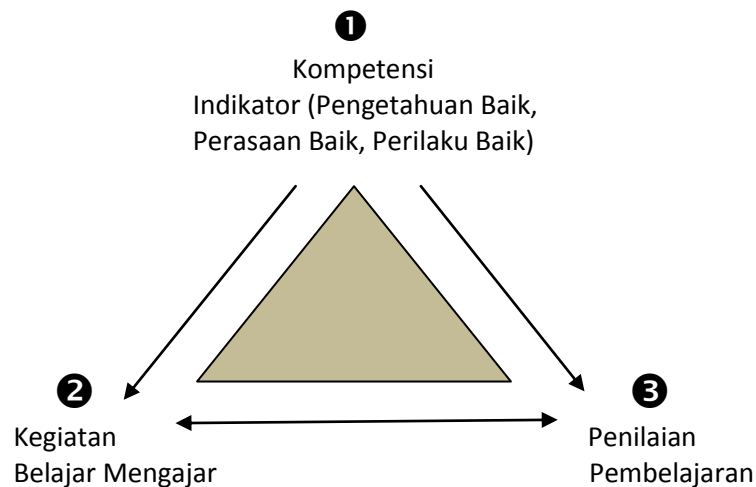 ❶
Kompetensi
Indikator (Pengetahuan Baik,
Perasaan Baik, Perilaku Baik)
❷
Kegiatan
Belajar Mengajar
❸
Penilaian
Pembelajaran